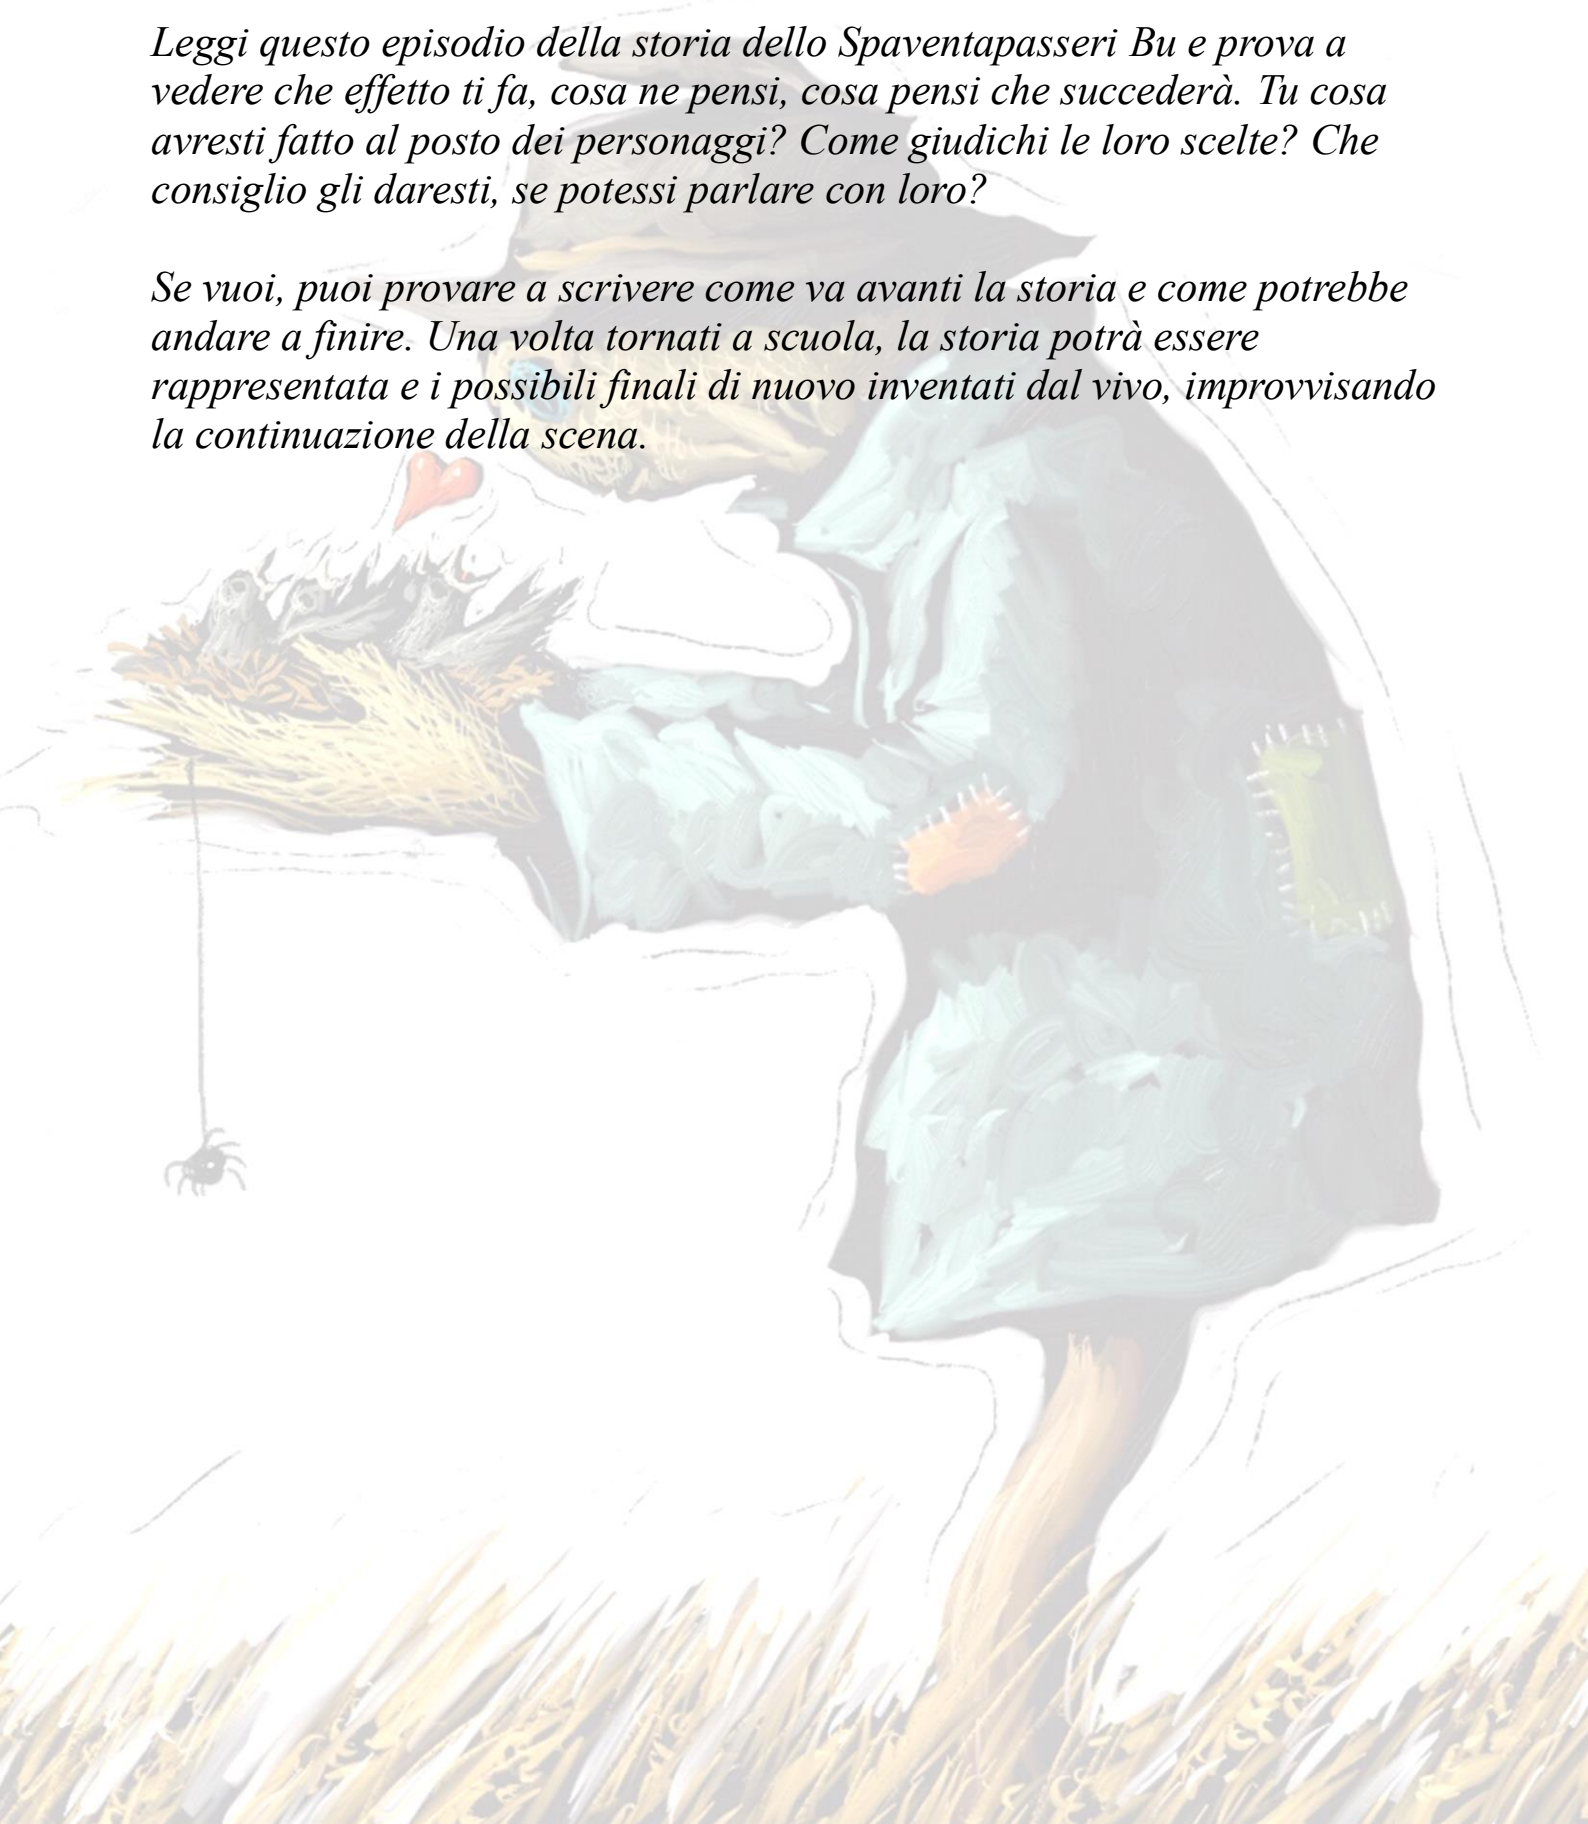 Leggi questo episodio della storia dello Spaventapasseri Bu e prova a
vedere che effetto ti fa, cosa ne pensi, cosa pensi che succederà. Tu cosa
avresti fatto al posto dei personaggi? Come giudichi le loro scelte? Che
consiglio gli daresti, se potessi parlare con loro?
Se vuoi, puoi provare a scrivere come va avanti la storia e come potrebbe
andare a finire. Una volta tornati a scuola, la storia potrà essere
rappresentata e i possibili finali di nuovo inventati dal vivo, improvvisando
la continuazione della scena.